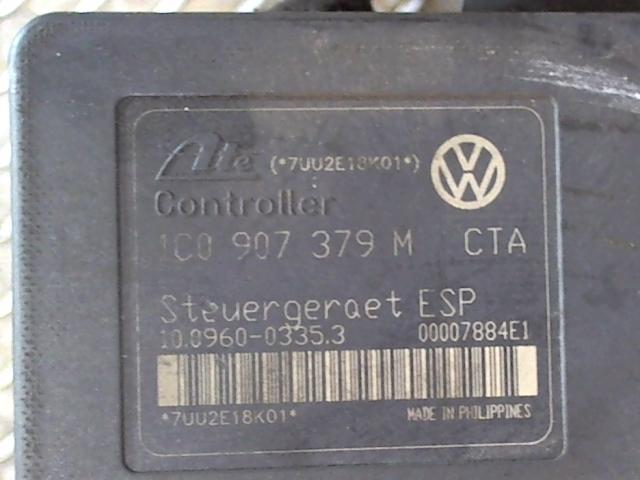 Ate (*7UU2E18K01*)
Controller
1C0 907 379 M CTA
Steuergeraet ESP
10.0960-0335.3 00007884E1
*7UU2E18K01* MADE IN PHILIPPINES